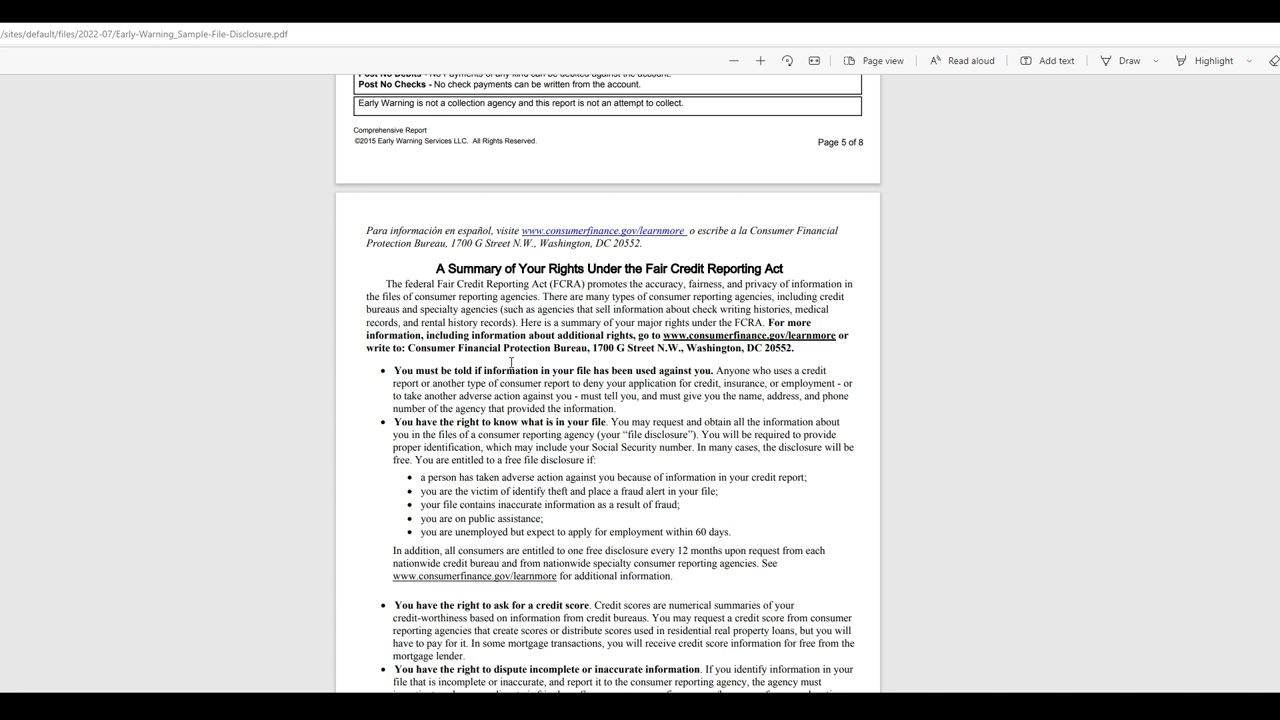 /sites/default/files/2022-07/Early-Warning_Sample-File-Disclosure.pdf
Page view
Read aloud
Add text
Draw
Highlight
Post No Debits - No Payments of any kind can be debited against the account.
Post No Checks - No check payments can be written from the account.
Early Warning is not a collection agency and this report is not an attempt to collect.
Comprehensive Report
©2015 Early Warning Services LLC. All Rights Reserved.
Page 5 of 8
Para información en español, visite www.consumerfinance.gov/learnmore o escribe a la Consumer Financial
Protection Bureau, 1700 G Street N.W., Washington, DC 20552.
A Summary of Your Rights Under the Fair Credit Reporting Act
The federal Fair Credit Reporting Act (FCRA) promotes the accuracy, fairness, and privacy of information in
the files of consumer reporting agencies. There are many types of consumer reporting agencies, including credit
bureaus and specialty agencies (such as agencies that sell information about check writing histories, medical
records, and rental history records). Here is a summary of your major rights under the FCRA. For more
information, including information about additional rights, go to www.consumerfinance.gov/learnmore or
write to: Consumer Financial Protection Bureau, 1700 G Street N.W., Washington, DC 20552.
• You must be told if information in your file has been used against you. Anyone who uses a credit
report or another type of consumer report to deny your application for credit, insurance, or employment - or
to take another adverse action against you - must tell you, and must give you the name, address, and phone
number of the agency that provided the information.
• You have the right to know what is in your file. You may request and obtain all the information about
you in the files of a consumer reporting agency (your “file disclosure”). You will be required to provide
proper identification, which may include your Social Security number. In many cases, the disclosure will be
free. You are entitled to a free file disclosure if:
• a person has taken adverse action against you because of information in your credit report;
• you are the victim of identify theft and place a fraud alert in your file;
• your file contains inaccurate information as a result of fraud;
• you are on public assistance;
• you are unemployed but expect to apply for employment within 60 days.
In addition, all consumers are entitled to one free disclosure every 12 months upon request from each
nationwide credit bureau and from nationwide specialty consumer reporting agencies. See
www.consumerfinance.gov/learnmore for additional information.
• You have the right to ask for a credit score. Credit scores are numerical summaries of your
credit-worthiness based on information from credit bureaus. You may request a credit score from consumer
reporting agencies that create scores or distribute scores used in residential real property loans, but you will
have to pay for it. In some mortgage transactions, you will receive credit score information for free from the
mortgage lender.
• You have the right to dispute incomplete or inaccurate information. If you identify information in your
file that is incomplete or inaccurate, and report it to the consumer reporting agency, the agency must